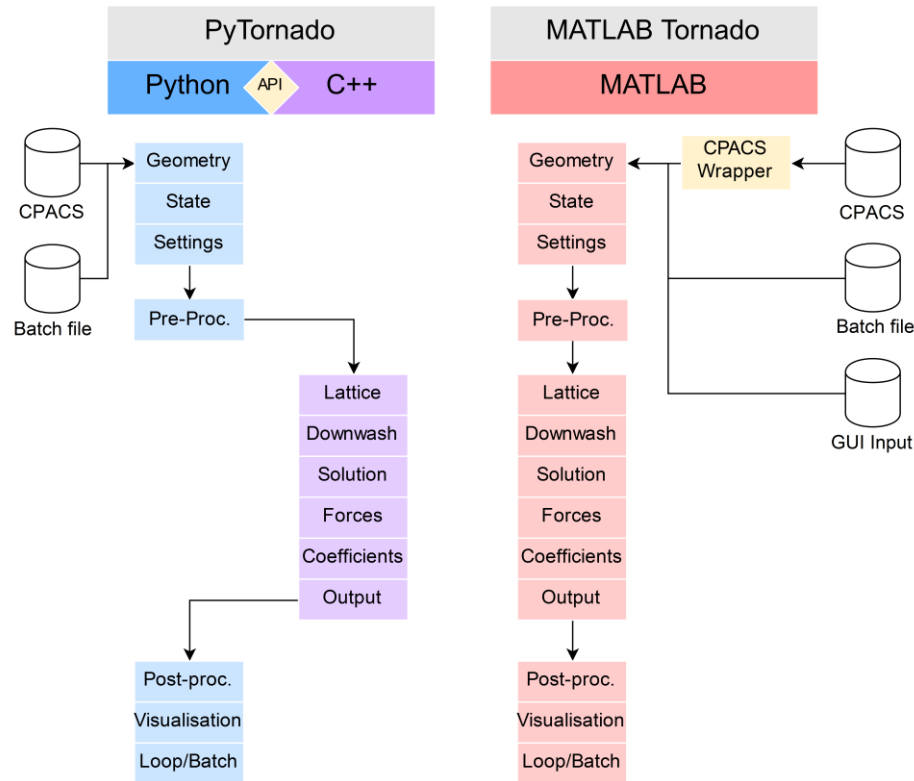 PyTornado
Python
API
C++
CPACS
Batch file
Geometry
State
Settings
Pre-Proc.
Lattice
Downwash
Solution
Forces
Coefficients
Output
Post-proc.
Visualisation
Loop/Batch
MATLAB Tornado
MATLAB
Geometry
State
Settings
Pre-Proc.
Lattice
Downwash
Solution
Forces
Coefficients
Output
Post-proc.
Visualisation
Loop/Batch
CPACS
Wrapper
CPACS
Batch file
GUI Input